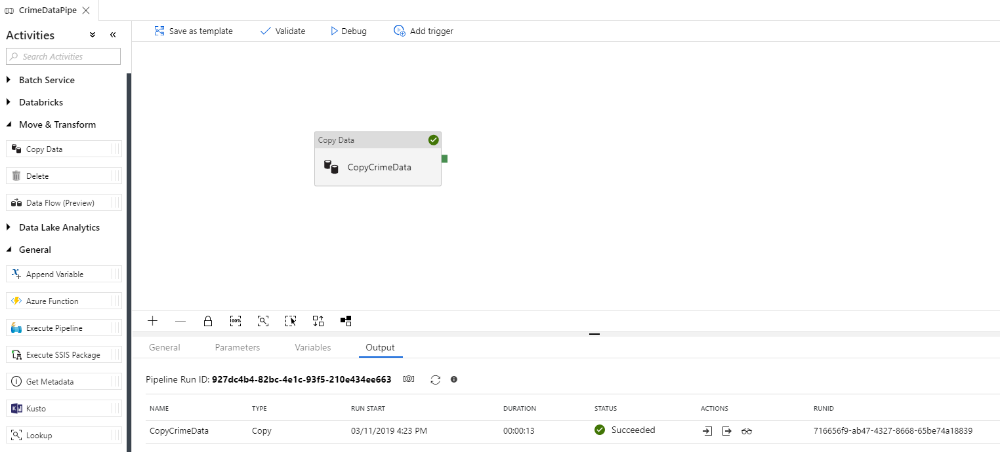 CrimeDataPipe
Activities
Search Activities
Batch Service
Databricks
Move & Transform
Copy Data
Delete
Data Flow (Preview)
Data Lake Analytics
General
Append Variable
Azure Function
Execute Pipeline
Execute SSIS Package
Get Metadata
Kusto
Lookup
Save as template Validate Debug Add trigger
Copy Data
CopyCrimeData
100%
General Parameters Variables Output
Pipeline Run ID: 927dc4b4-82bc-4e1c-93f5-210e434ee663 [@]
NAME TYPE RUN START DURATION STATUS ACTIONS RUNID
CopyCrimeData Copy 03/11/2019 4:23 PM 00:00:13 Succeeded 716656f9-ab47-4327-8668-65be74a18839